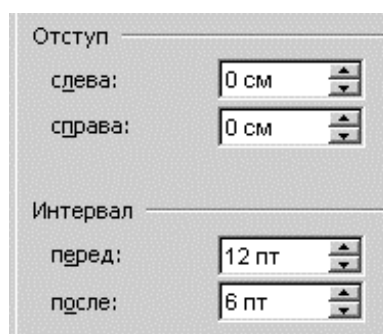 Отступ
слева: 0 см
справа: 0 см
Интервал
перед: 12 пт
после: 6 пт